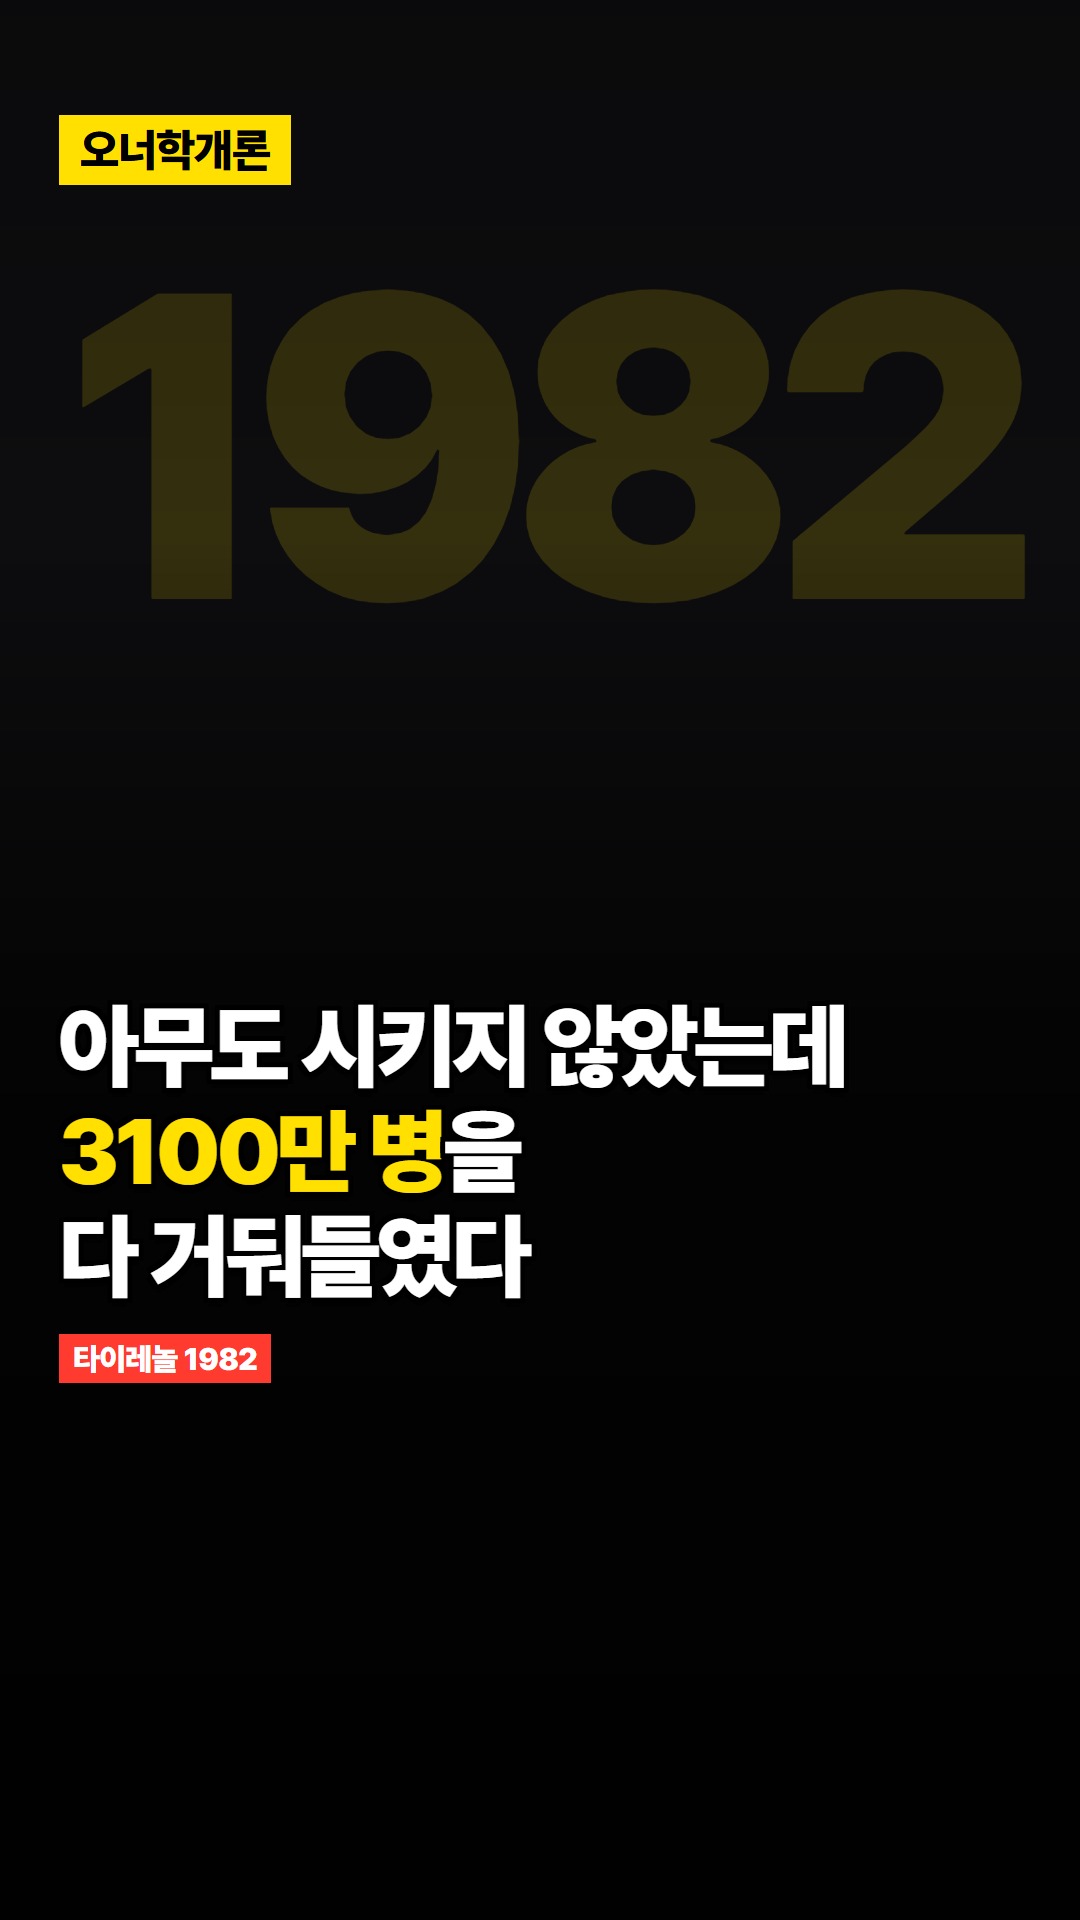 오너학개론
1982
아무도 시키지 않았는데
3100만 병을
다 거둬들였다
타이레놀 1982